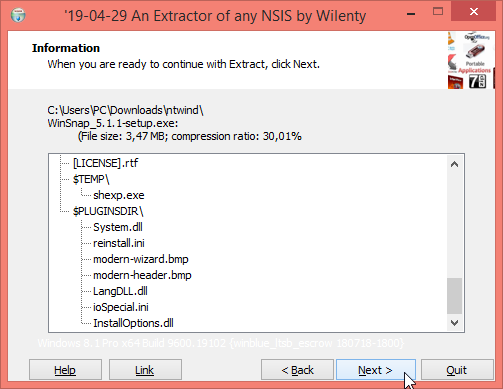 '19-04-29 An Extractor of any NSIS by Wilenty
Information
When you are ready to continue with Extract, click Next.
OpenOffice.org
PORTABLE
Applications
C:\Users\PC\Downloads\ntwind\
WinSnap_5.1.1-setup.exe:
(File size: 3,47 MB; compression ratio: 30,01%
[LICENSE].rtf
$TEMP\
shexp.exe
$PLUGINSDIR\
System.dll
reinstall.ini
modern-wizard.bmp
modern-header.bmp
LangDLL.dll
ioSpecial.ini
InstallOptions.dll
Windows 8.1 Pro x64 Build 9600.19102 (winblue_ltsb_escrow 180718-1800)
Help
Link
< Back
Next >
Quit